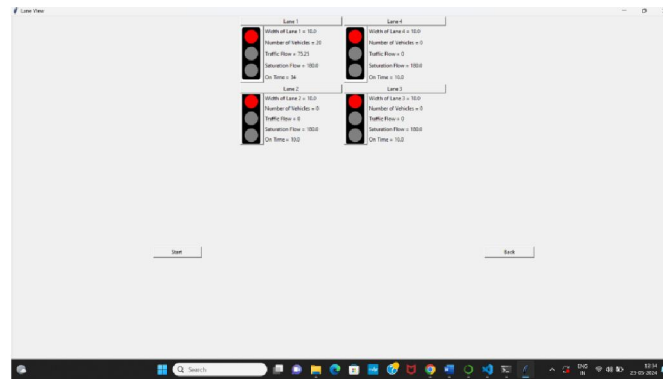 Lane View
Lane 1
Width of Lane 1 = 10.0
Number of Vehicles =
Traffic Flow = 75.25
Saturation Flow = 100.0
On Time = 34
Lane 4
Width of Lane 4 = 10.0
Number of Vehicles = 0
Traffic Flow = 0
Saturation Flow = 100.0
On Time = 10.0
Lane 2
Width of Lane 2 = 10.0
Number of Vehicles = 0
Traffic Flow = 0
Saturation Flow = 100.0
On Time = 10.0
Lane 3
Width of Lane 3 = 10.0
Number of Vehicles = 0
Traffic Flow = 0
Saturation Flow = 100.0
On Time = 10.0
Start
Back
Search
ENG
IN
23-05-2024